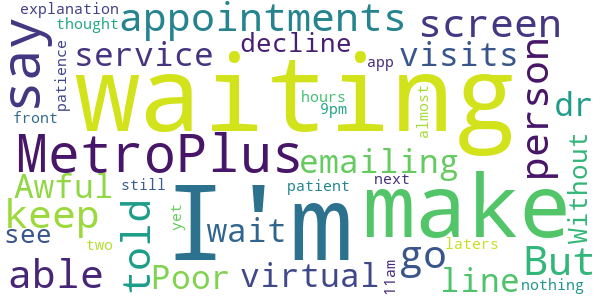 explanation appointments screen
thought
say patience service decline app visits person
waiting
front hours 9pm almost dr
MetroPlus emailing Without
Awful still patient next make
keep told yet I'm
see wait go But
able Poor two virtual 11am line laters nothing